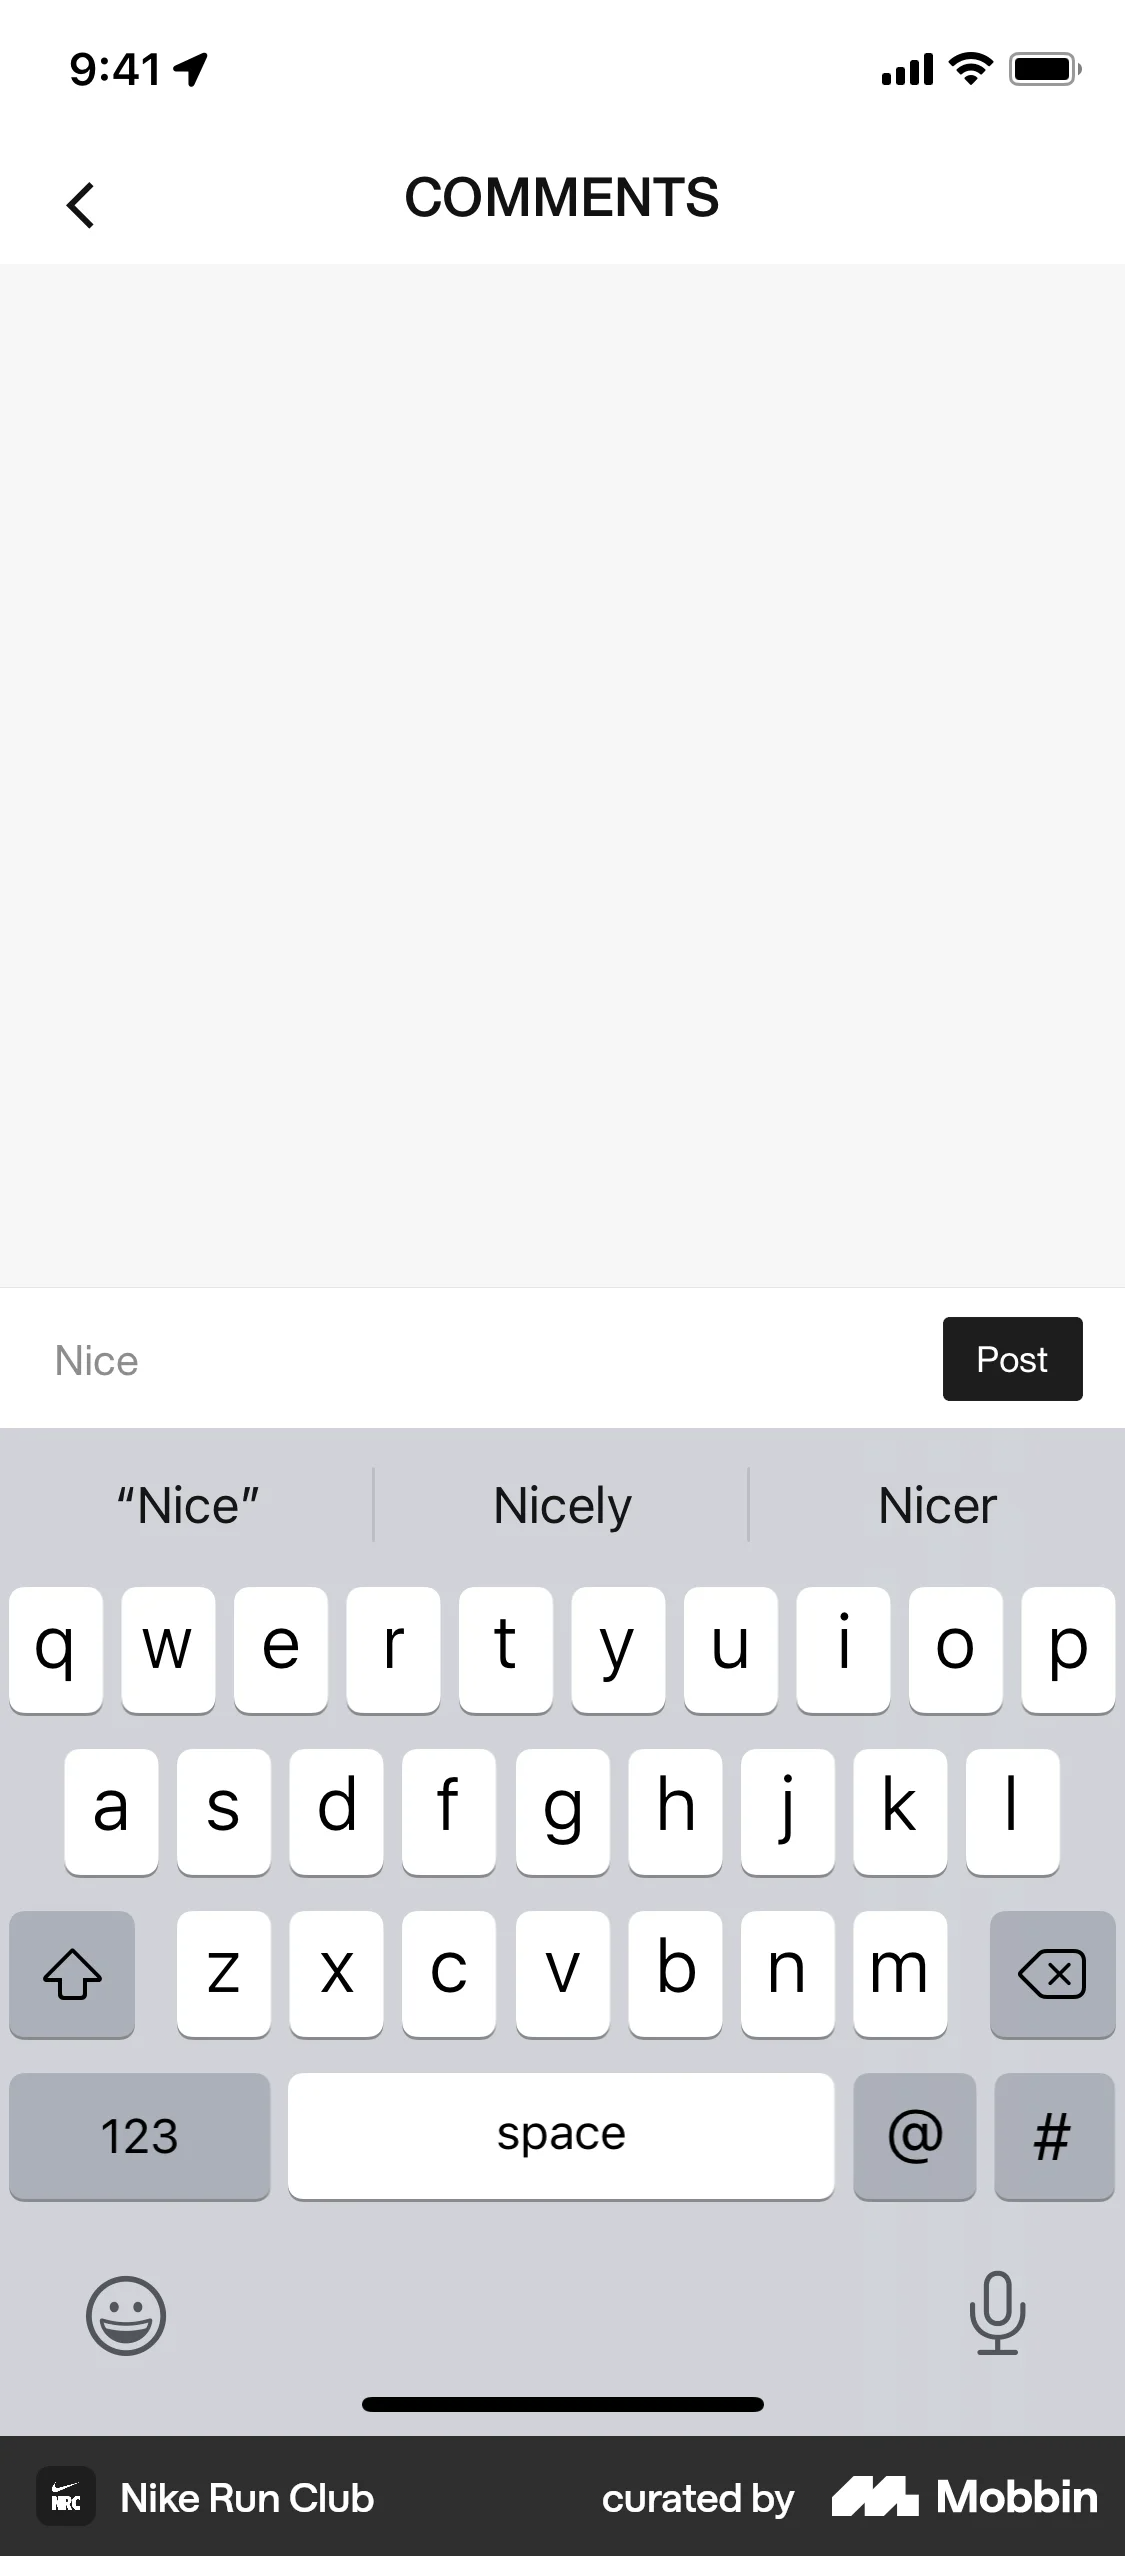 9:41
COMMENTS
Nice
Post
“Nice”
Nicely
Nicer
q w e r t y u i o p
a s d f g h j k l
z x c v b n m
123 space @ #
NRC Nike Run Club curated by Mobbin